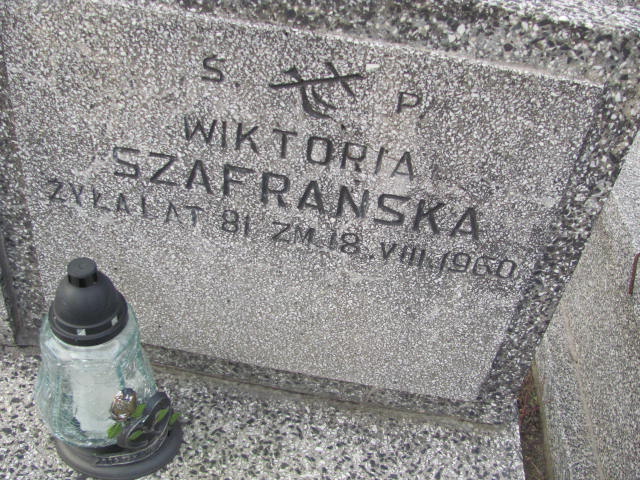 S. P.
WIKTORIA
SZAFRAŃSKA
ŻYŁA LAT 81 ZM. 18.VIII.1960